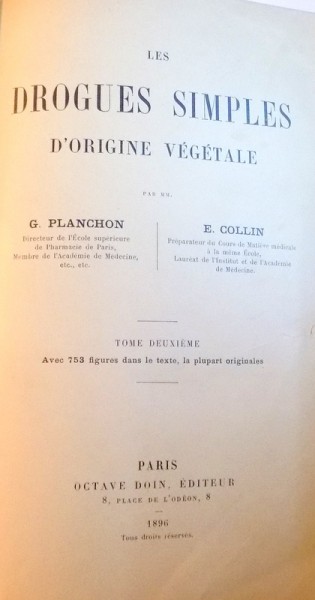 LES
DROGUES SIMPLES
D'ORIGINE VÉGÉTALE
PAR MM.
G. PLANCHON
Directeur de l'École supérieure
de Pharmacie de Paris,
Membre de l'Académie de Médecine,
etc., etc.
E. COLLIN
Préparateur du Cours de Matière médicale
à la même École,
Lauréat de l'Institut et de l'Académie
de Médecine.
TOME DEUXIÈME
Avec 753 figures dans le texte, la plupart originales
PARIS
OCTAVE DOIN, ÉDITEUR
8, PLACE DE L'ODÉON, 8
1896
Tous droits réservés.